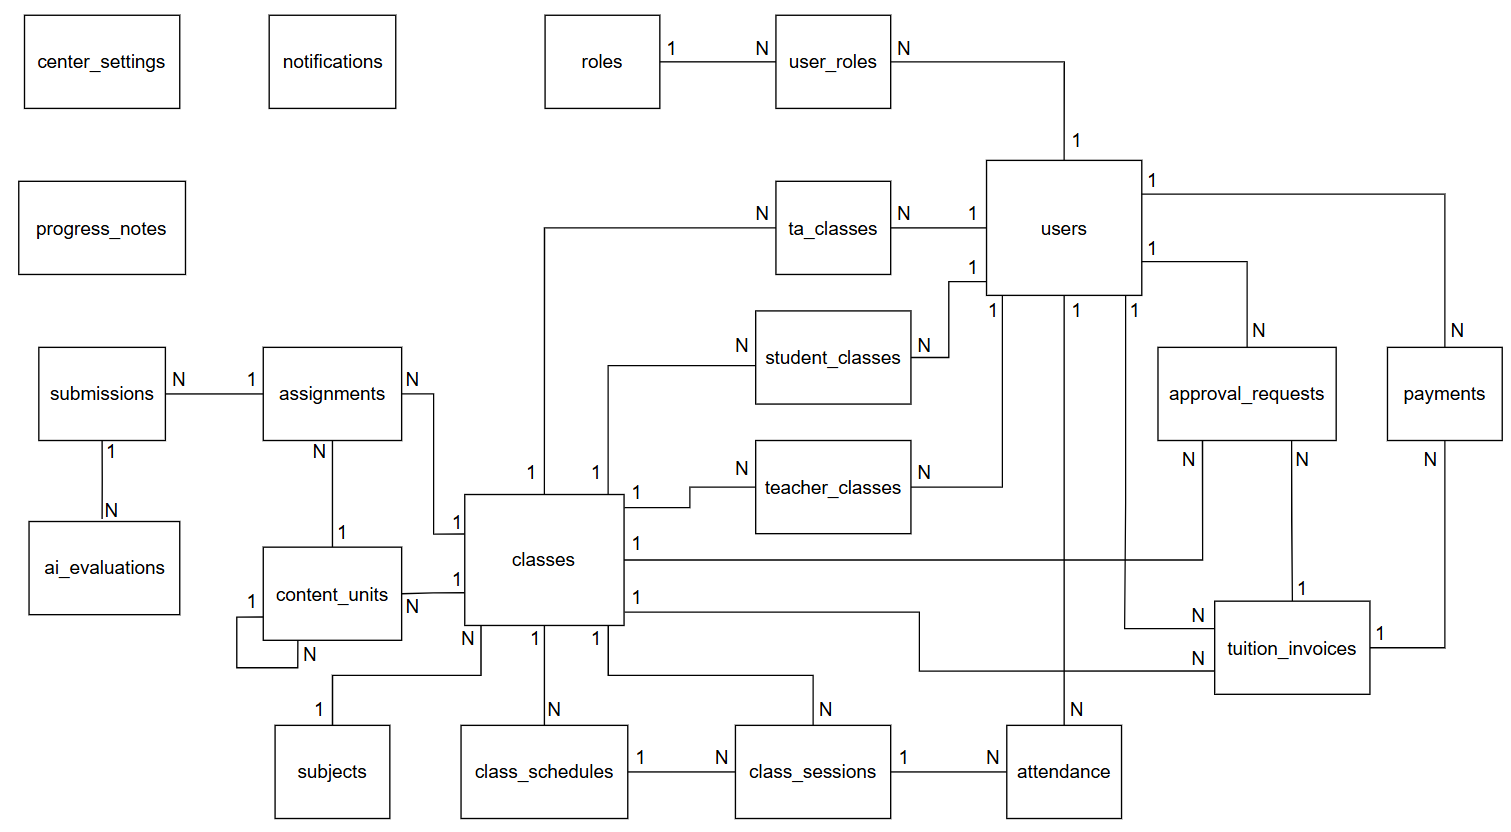 center_settings
notifications
roles
1
N
user_roles
N
1
progress_notes
N
ta_classes
N
1
users
1
1
1
1
1
1
N
student_classes
N
N
N
submissions
N
1
assignments
N
approval_requests
payments
1
N
1
1
N
teacher_classes
N
N
N
N
1
N
1
1
classes
1
ai_evaluations
1
content_units
N
1
1
1
N
N
1
1
N
N
tuition_invoices
1
1
N
N
N
subjects
class_schedules
1
N
class_sessions
1
N
attendance